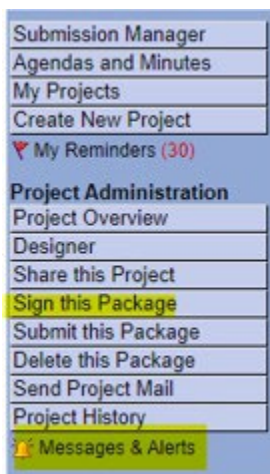 Submission Manager
Agendas and Minutes
My Projects
Create New Project
My Reminders (30)
Project Administration
Project Overview
Designer
Share this Project
Sign this Package
Submit this Package
Delete this Package
Send Project Mail
Project History
Messages & Alerts